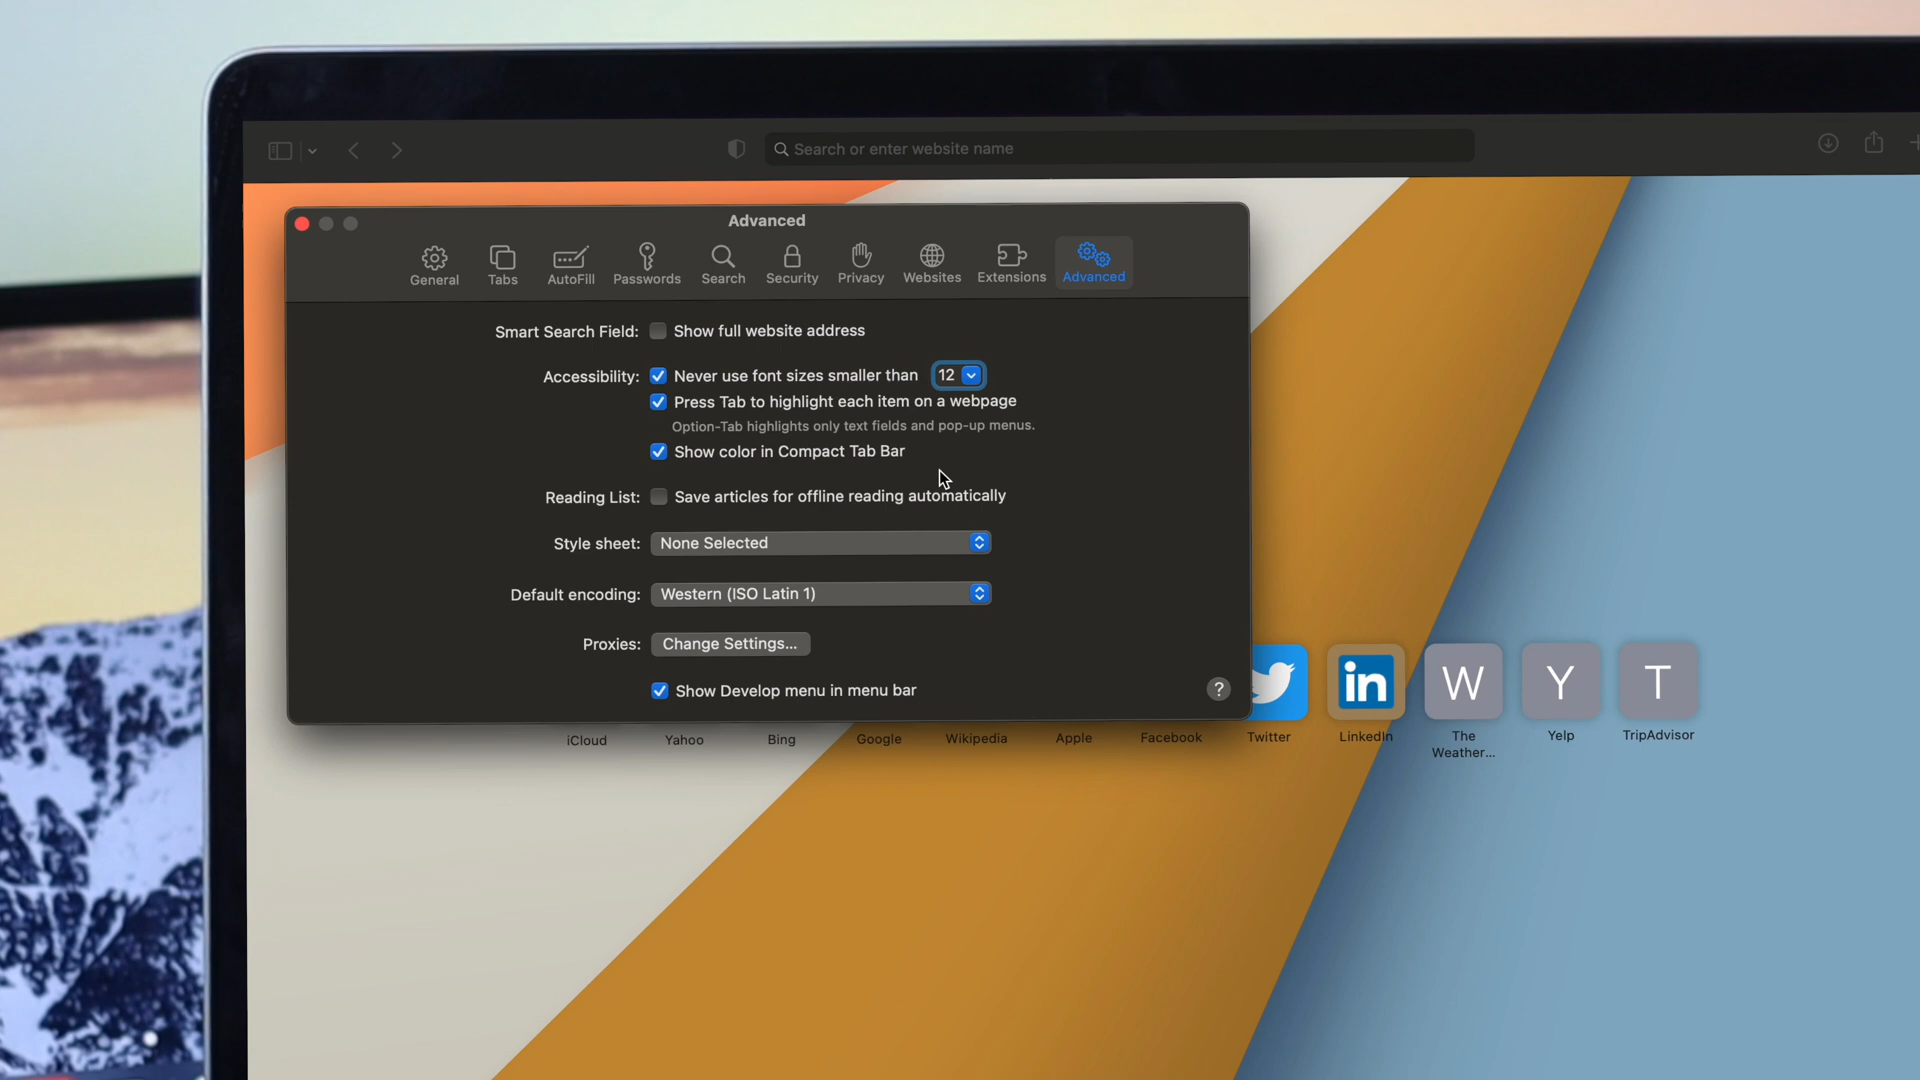 Search or enter website name
Advanced
General
Tabs
AutoFill
Passwords
Search
Security
Privacy
Websites
Extensions
Advanced
Smart Search Field: Show full website address
Accessibility: Never use font sizes smaller than 12
Press Tab to highlight each item on a webpage
Option-Tab highlights only text fields and pop-up menus.
Show color in Compact Tab Bar
Reading List: Save articles for offline reading automatically
Style sheet: None Selected
Default encoding: Western (ISO Latin 1)
Proxies: Change Settings...
Show Develop menu in menu bar
?
in
W
Y
T
iCloud
Yahoo
Bing
Google
Wikipedia
Apple
Facebook
Twitter
LinkedIn
The
Weather...
Yelp
TripAdvisor